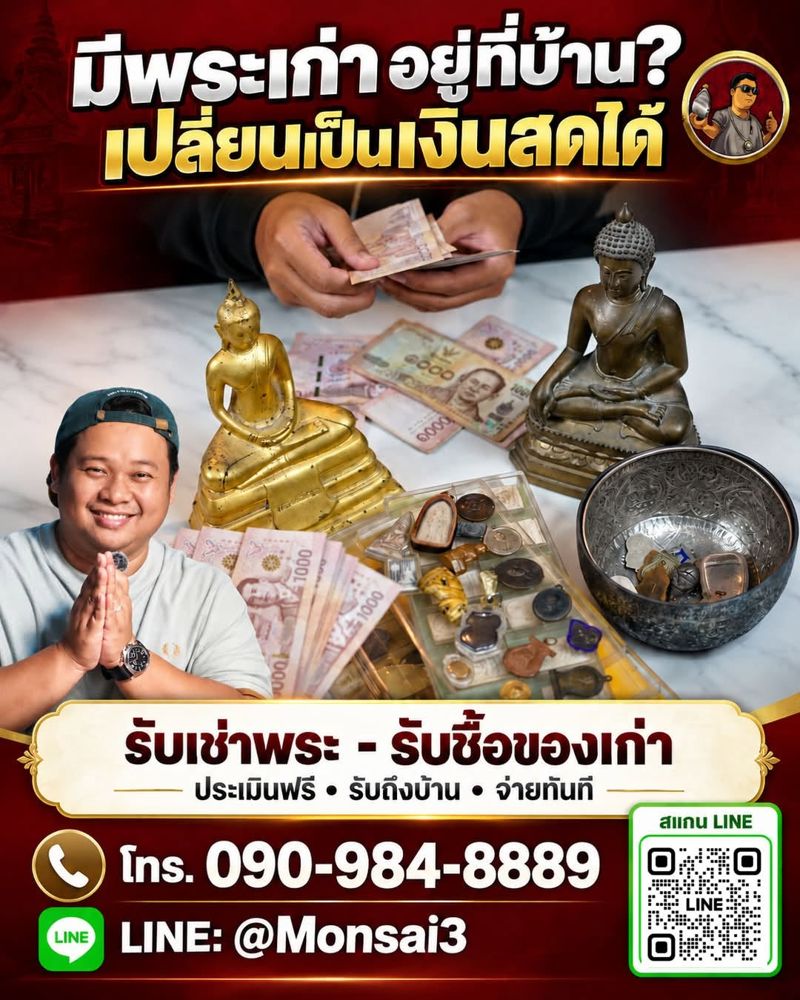 มีพระเก่า อยู่ที่บ้าน?
เปลี่ยนเป็นเงินสดได้
1000
1000
รับเช่าพระ - รับซื้อของเก่า
ประเมินฟรี • รับถึงบ้าน • จ่ายทันที
โทร. 090-984-8889
LINE
LINE: @Monsai3
สแกน LINE
LINE